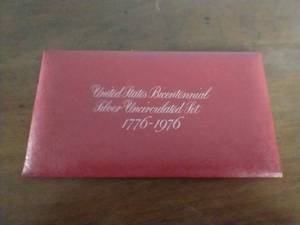 United States Bicentennial
Silver Uncirculated Set
1776-1976